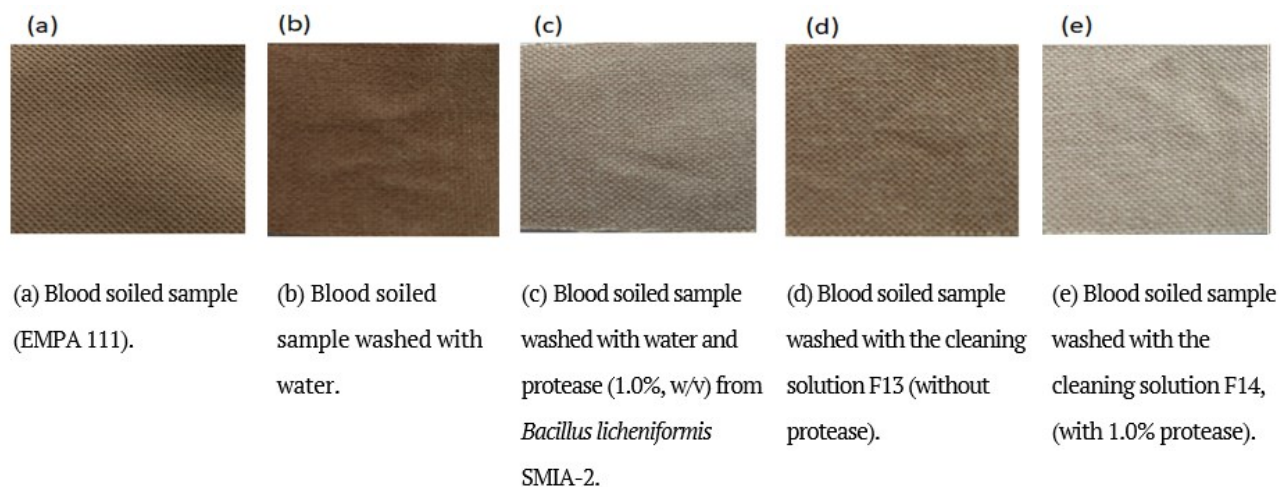 (a)
(b)
(c)
(d)
(e)
(a) Blood soiled sample
(EMPA 111).
(b) Blood soiled
sample washed with
water.
(c) Blood soiled sample
washed with water and
protease (1.0%, w/v) from
Bacillus licheniformis
SMIA-2.
(d) Blood soiled sample
washed with the cleaning
solution F13 (without
protease).
(e) Blood soiled sample
washed with the
cleaning solution F14,
(with 1.0% protease).